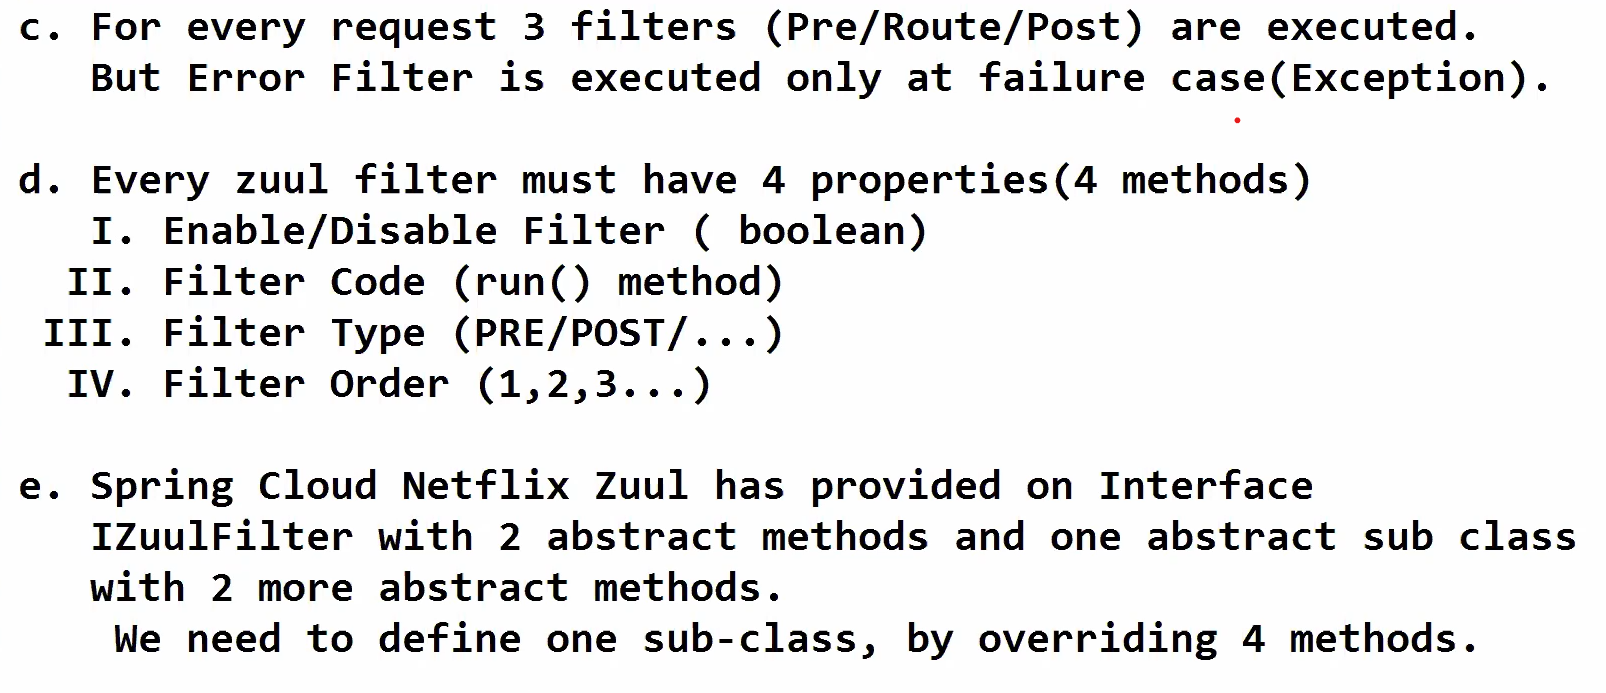 c. For every request 3 filters (Pre/Route/Post) are executed.
But Error Filter is executed only at failure case(Exception).
d. Every zuul filter must have 4 properties(4 methods)
I. Enable/Disable Filter ( boolean)
II. Filter Code (run() method)
III. Filter Type (PRE/POST/...)
IV. Filter Order (1,2,3...)
e. Spring Cloud Netflix Zuul has provided on Interface
IZuulFilter with 2 abstract methods and one abstract sub class
with 2 more abstract methods.
We need to define one sub-class, by overriding 4 methods.